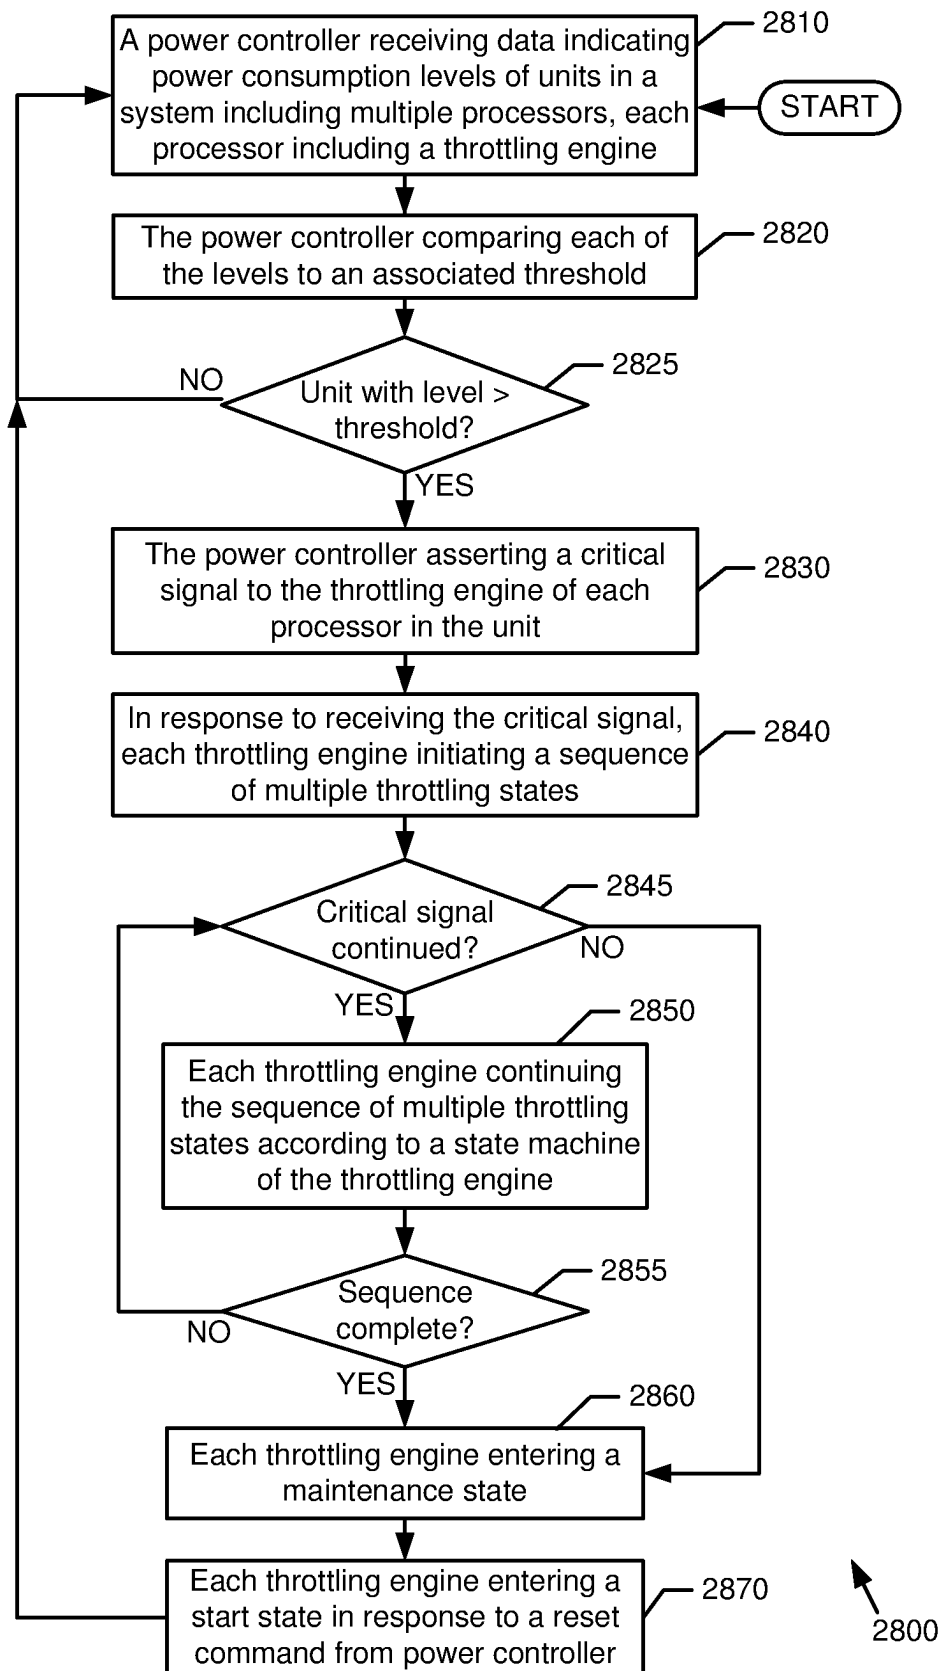 2810
A power controller receiving data indicating
power consumption levels of units in a
system including multiple processors, each
processor including a throttling engine
START
2820
The power controller comparing each of
the levels to an associated threshold
2825
NO
Unit with level >
threshold?
YES
The power controller asserting a critical
signal to the throttling engine of each
processor in the unit
2830
In response to receiving the critical signal,
each throttling engine initiating a sequence
of multiple throttling states
2840
2845
Critical signal
continued?
NO
YES
2850
Each throttling engine continuing
the sequence of multiple throttling
states according to a state machine
of the throttling engine
2855
Sequence
complete?
NO
YES
2860
Each throttling engine entering a
maintenance state
Each throttling engine entering a
start state in response to a reset
command from power controller
2870
2800